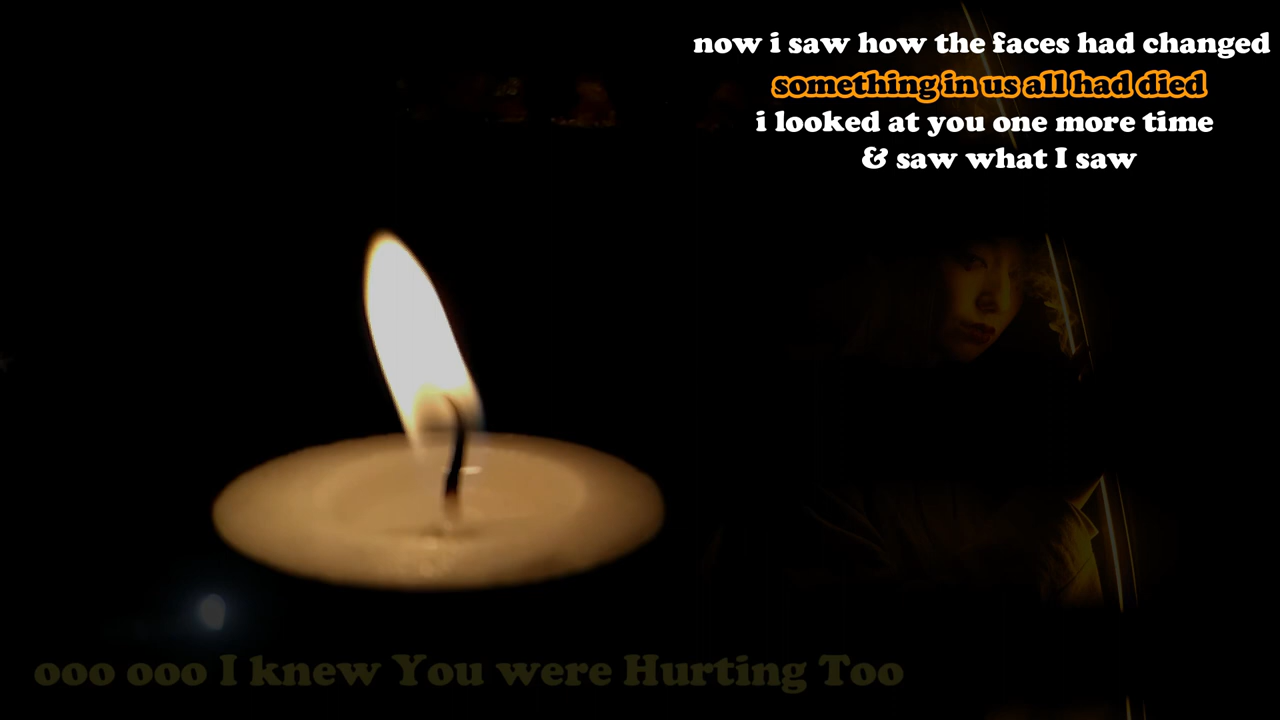 now i saw how the faces had changed
something in us all had died
i looked at you one more time
& saw what I saw
ooo ooo I knew You were Hurting Too